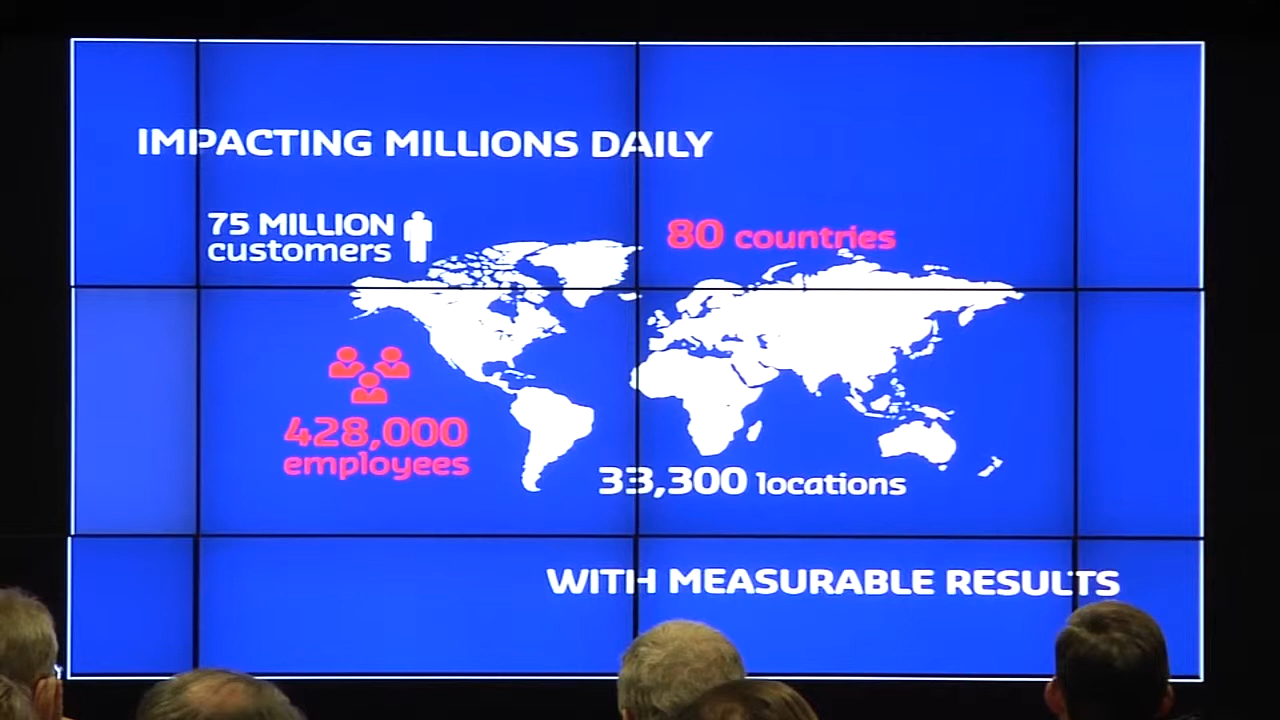 IMPACTING MILLIONS DAILY
75 MILLION
customers
80 countries
428,000
employees
33,300 locations
WITH MEASURABLE RESULTS